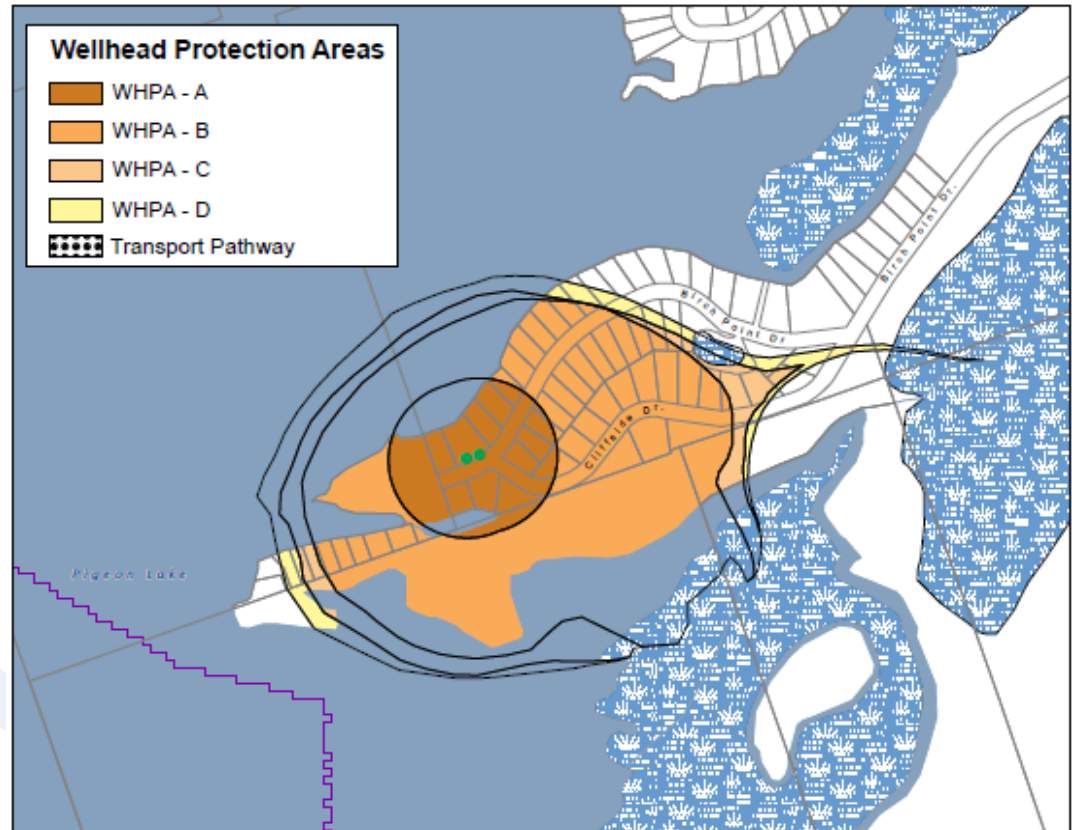 Wellhead Protection Areas
WHPA - A
WHPA - B
WHPA - C
WHPA - D
Transport Pathway
Birch Point Dr.
Birch Point Dr
Cliffside Dr.
Pigeon Lake